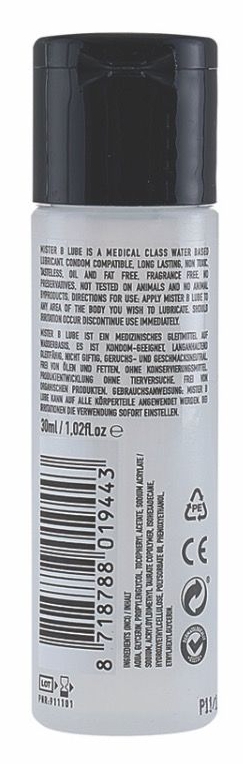 MISTER B LUBE IS A MEDICAL CLASS WATER BASED
LUBRICANT, CONDOM COMPATIBLE, LONG LASTING, NON TOXIC,
TASTELESS, OIL AND FAT FREE, FRAGRANCE FREE NO
PRESERVATIVES, NOT TESTED ON ANIMALS AND NO ANIMAL
BYPRODUCTS. DIRECTIONS FOR USE: APPLY MISTER B LUBE TO
ANY AREA OF THE BODY YOU WISH TO LUBRICATE. SHOULD
IRRITATION OCCUR DISCONTINUE USE IMMEDIATELY.
MISTER B LUBE IST EIN MEDIZINISCHES GLEITMITTEL AUF
WASSERBASIS. ES IST KONDOM-GEEIGNET, LANGANHALTEND
GLEITFÄHIG, NICHT GIFTIG, GERUCHS- UND GESCHMACKSNEUTRAL,
FREI VON ÖLEN UND FETTEN, OHNE KONSERVIERUNGSMITTEL,
PRODUKTENTWICKLUNG OHNE TIERVERSUCHE, FREI VON
ORGANISCHEN PRODUKTEN. GEBRAUCHSANWEISUNG: MISTER B
LUBE KANN AUF ALLE KÖRPERTEILE ANGEWENDET WERDEN. BEI
IRRITATIONEN DIE VERWENDUNG SOFORT EINSTELLEN.
30ml / 1,02fl.oz ℮
8 718788 019443
INGREDIENTS (INCI) / INHALT
AQUA, GLYCERIN, PROPYLENGLYCOL, TOCOPHERYL ACETATE, SODIUM ACRYLATE /
SODIUM, ACRYLOYLDIMETHYL TAURATE COPOLYMER, ISOHEXADECANE,
HYDROXYETHYLCELLULOSE, POLYSORBATE 80, PHENOXYETHANOL,
ETHYLHEXYLGLYCERIN.
PE
CE
LOT
PNR: P11101